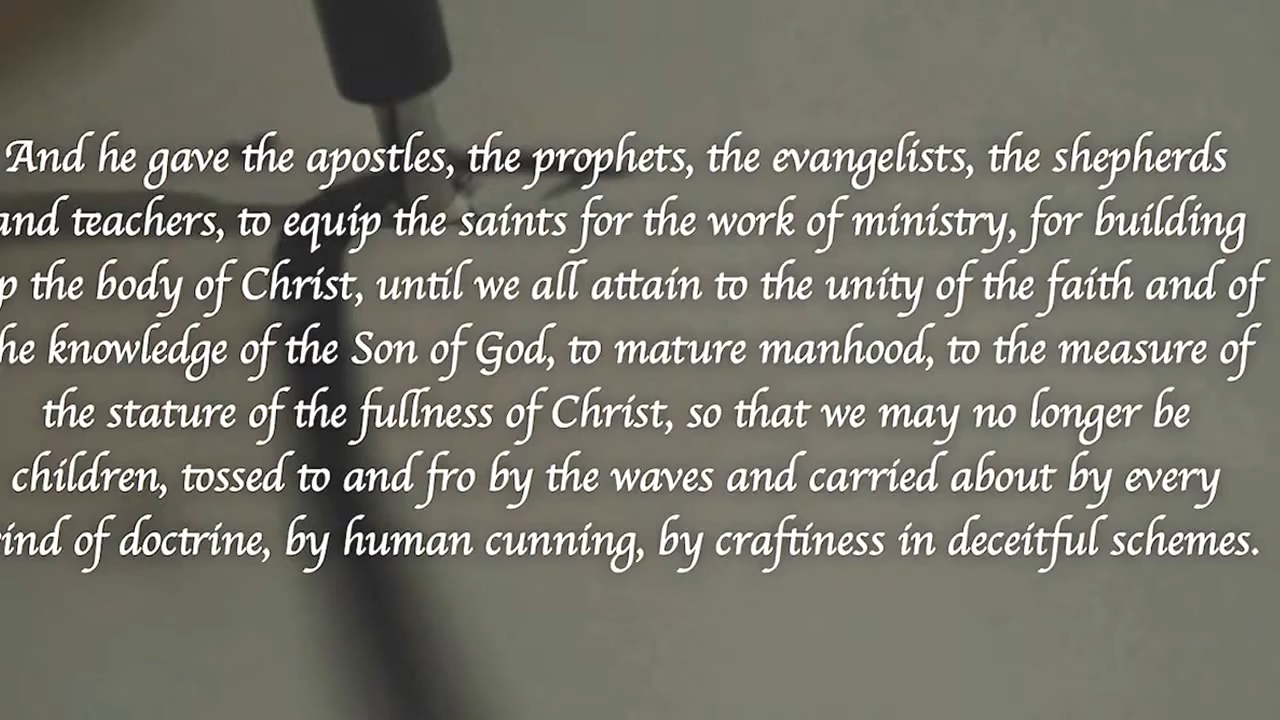 And he gave the apostles, the prophets, the evangelists, the shepherds
and teachers, to equip the saints for the work of ministry, for building
p the body of Christ, until we all attain to the unity of the faith and of
he knowledge of the Son of God, to mature manhood, to the measure of
the stature of the fullness of Christ, so that we may no longer be
children, tossed to and fro by the waves and carried about by every
ind of doctrine, by human cunning, by craftiness in deceitful schemes.